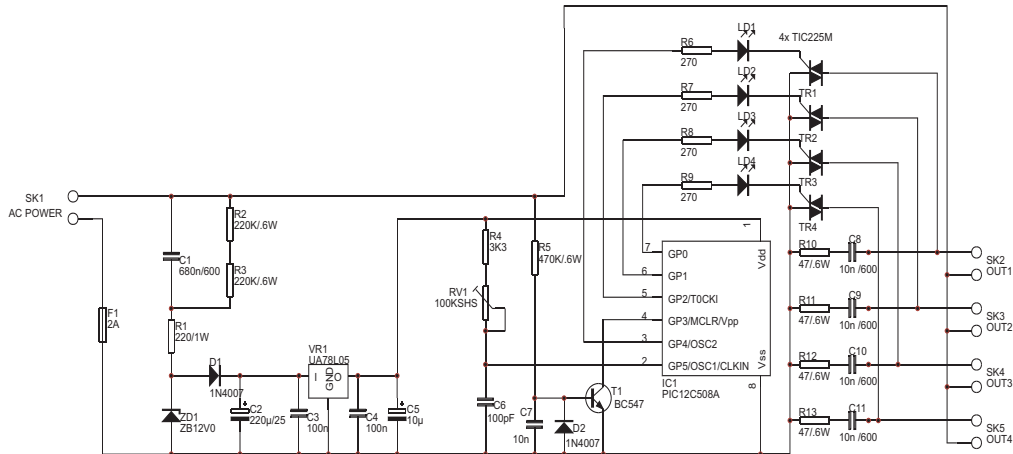 LD1
4x TIC225M
R6
270
LD2
R7
270
TR1
LD3
R8
270
TR2
LD4
R9
270
TR3
TR4
SK1
AC POWER
R2
220K/.6W
C1
680n/600
R3
220K/.6W
R4
3K3
R5
470K/.6W
RV1
100KSHS
F1
2A
R1
220/1W
D1
1N4007
VR1
UA78L05
I
GND
O
ZD1
ZB12V0
C2
220µ/25
C3
100n
C4
100n
C5
10µ
C6
100pF
C7
10n
D2
1N4007
T1
BC547
7
GP0
6
GP1
5
GP2/T0CKI
4
GP3/MCLR/Vpp
3
GP4/OSC2
2
GP5/OSC1/CLKIN
1
Vdd
Vss
8
IC1
PIC12C508A
R10
47/.6W
C8
10n /600
SK2
OUT1
R11
47/.6W
C9
10n /600
SK3
OUT2
R12
47/.6W
C10
10n /600
SK4
OUT3
R13
47/.6W
C11
10n /600
SK5
OUT4